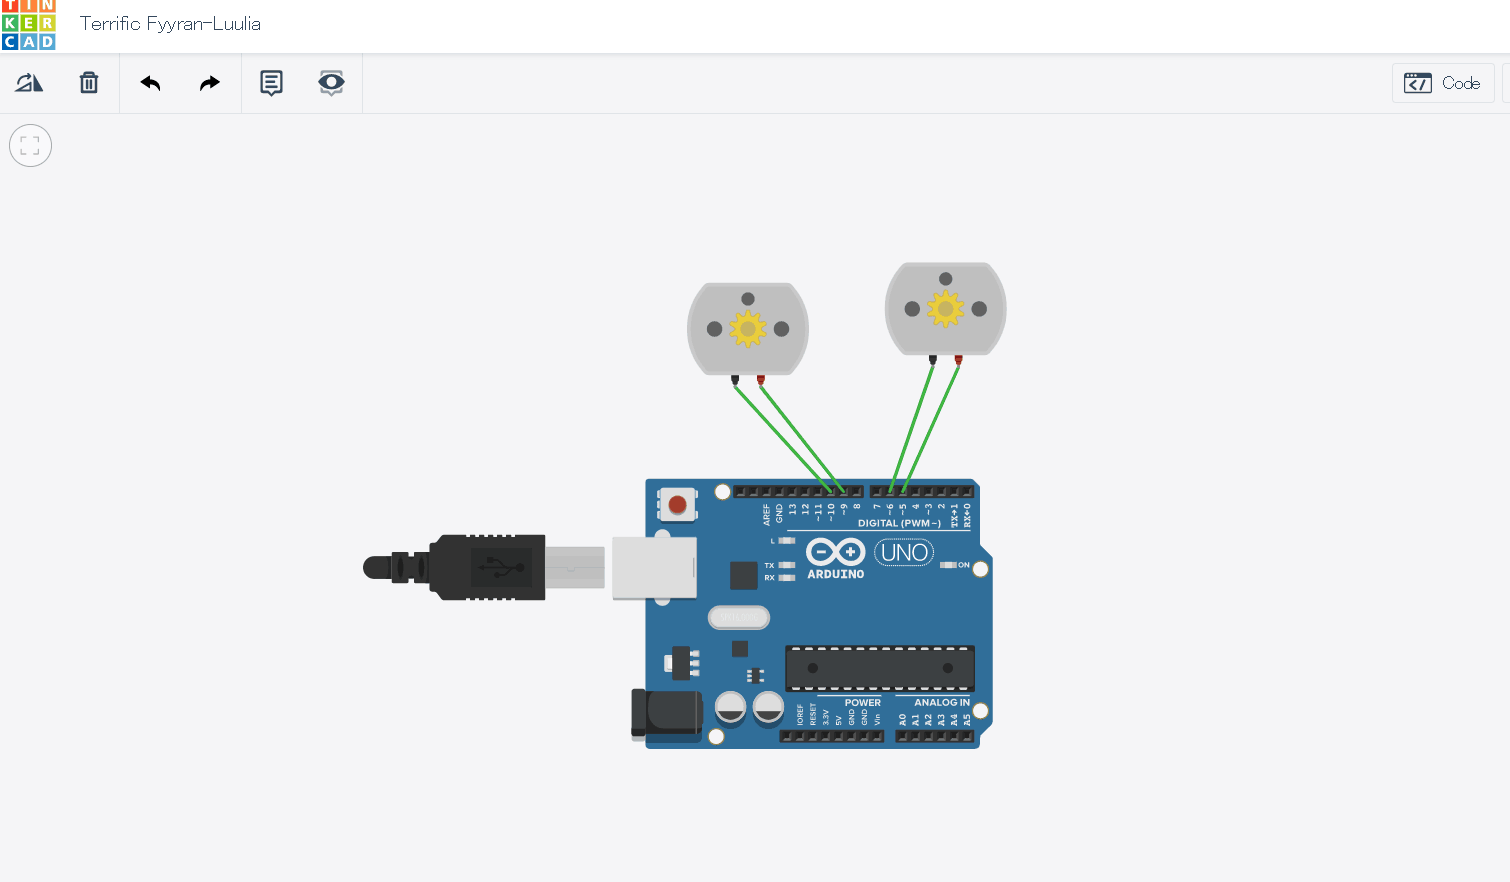 TIN
KER
CAD
Terrific Fyyran-Luulia
Code
AREF
GND
13
12
~11
~10
~9
8
7
~6
~5
4
~3
2
TX→1
RX←0
DIGITAL (PWM~)
L
TX
RX
ARDUINO
UNO
ON
POWER
ANALOG IN
IOREF
RESET
3.3V
5V
GND
GND
Vin
A0
A1
A2
A3
A4
A5